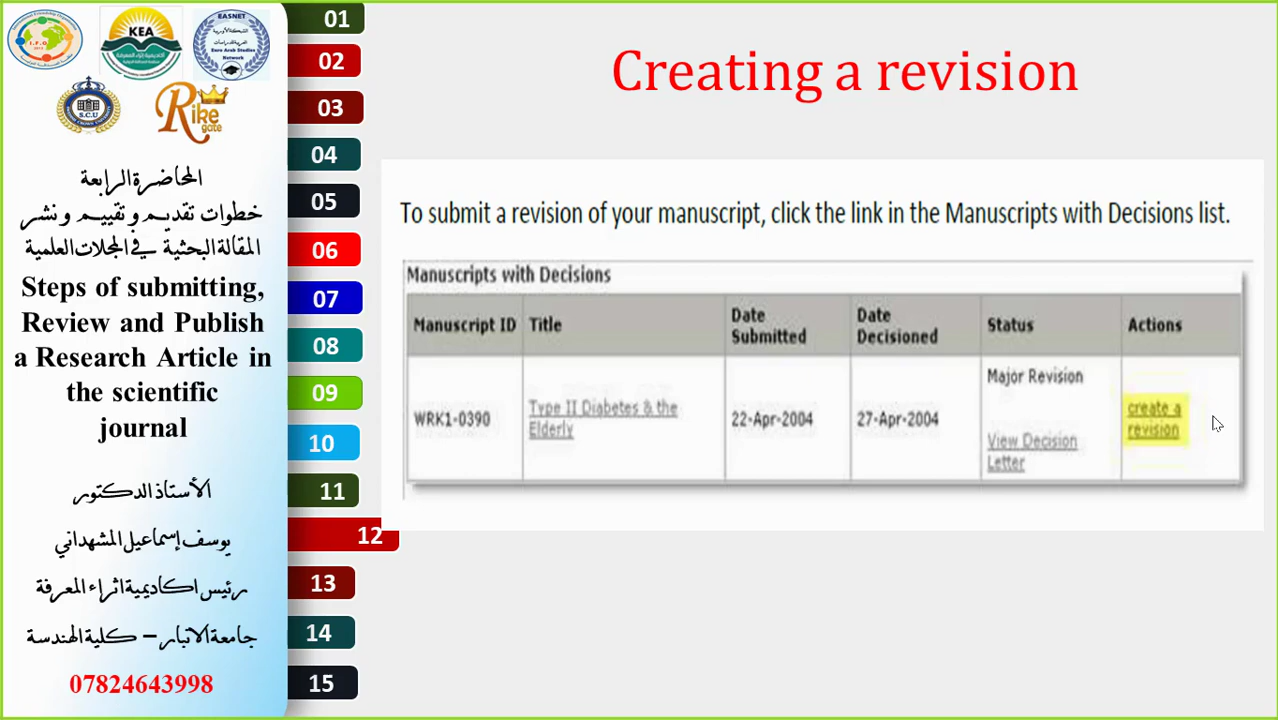 KEA
EASNET
I.F.O
S.C.U
Rike
gate
المحاضرة الرابعة
خطوات تقديم وتقييم ونشر
المقالة البحثية في المجلات العلمية
Steps of submitting,
Review and Publish
a Research Article in
the scientific
journal
الأستاذ الدكتور
يوسف إسماعيل المشهداني
رئيس اكاديمية اثراء المعرفة
جامعة الانبار – كلية الهندسة
07824643998
01
02
03
04
05
06
07
08
09
10
11
12
13
14
15
Creating a revision
To submit a revision of your manuscript, click the link in the Manuscripts with Decisions list.
Manuscripts with Decisions
Manuscript ID Title Date Submitted Date Decisioned Status Actions
WRK1-0390 Type II Diabetes & the Elderly 22-Apr-2004 27-Apr-2004 Major Revision View Decision Letter create a revision